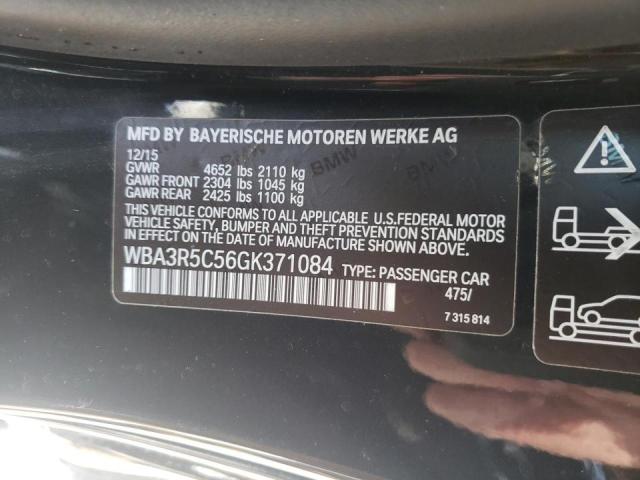 MFD BY BAYERISCHE MOTOREN WERKE AG
12/15
GVWR 4652 lbs 2110 kg
GAWR FRONT 2304 lbs 1045 kg
GAWR REAR 2425 lbs 1100 kg
THIS VEHICLE CONFORMS TO ALL APPLICABLE U.S.FEDERAL MOTOR
VEHICLE SAFETY, BUMPER AND THEFT PREVENTION STANDARDS
IN EFFECT ON THE DATE OF MANUFACTURE SHOWN ABOVE.
WBA3R5C56GK371084 TYPE: PASSENGER CAR
475/
7 315 814
BMW